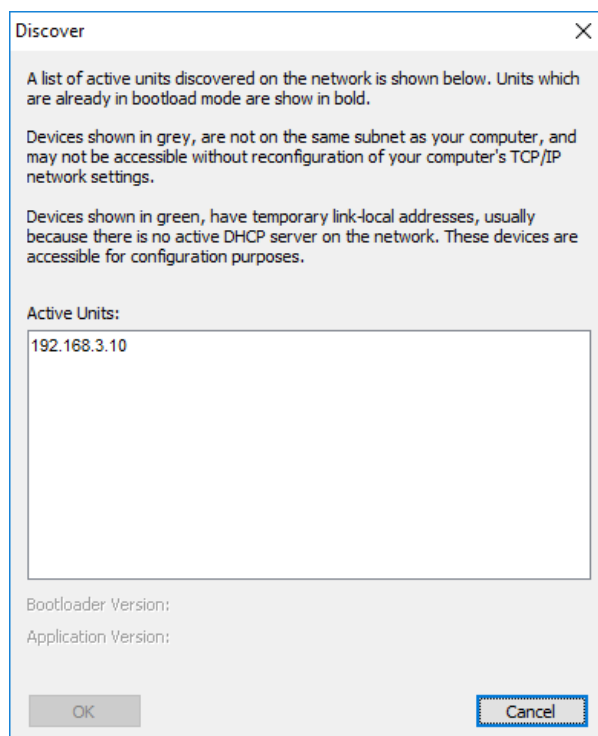 Discover
A list of active units discovered on the network is shown below. Units which
are already in bootload mode are show in bold.
Devices shown in grey, are not on the same subnet as your computer, and
may not be accessible without reconfiguration of your computer's TCP/IP
network settings.
Devices shown in green, have temporary link-local addresses, usually
because there is no active DHCP server on the network. These devices are
accessible for configuration purposes.
Active Units:
192.168.3.10
Bootloader Version:
Application Version:
OK
Cancel